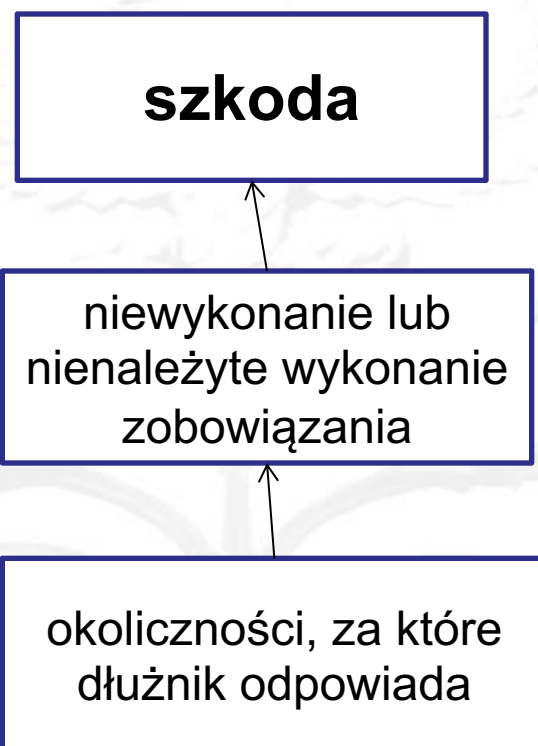 szkoda
niewykonanie lub
nienależyte wykonanie
zobowiązania
okoliczności, za które
dłużnik odpowiada